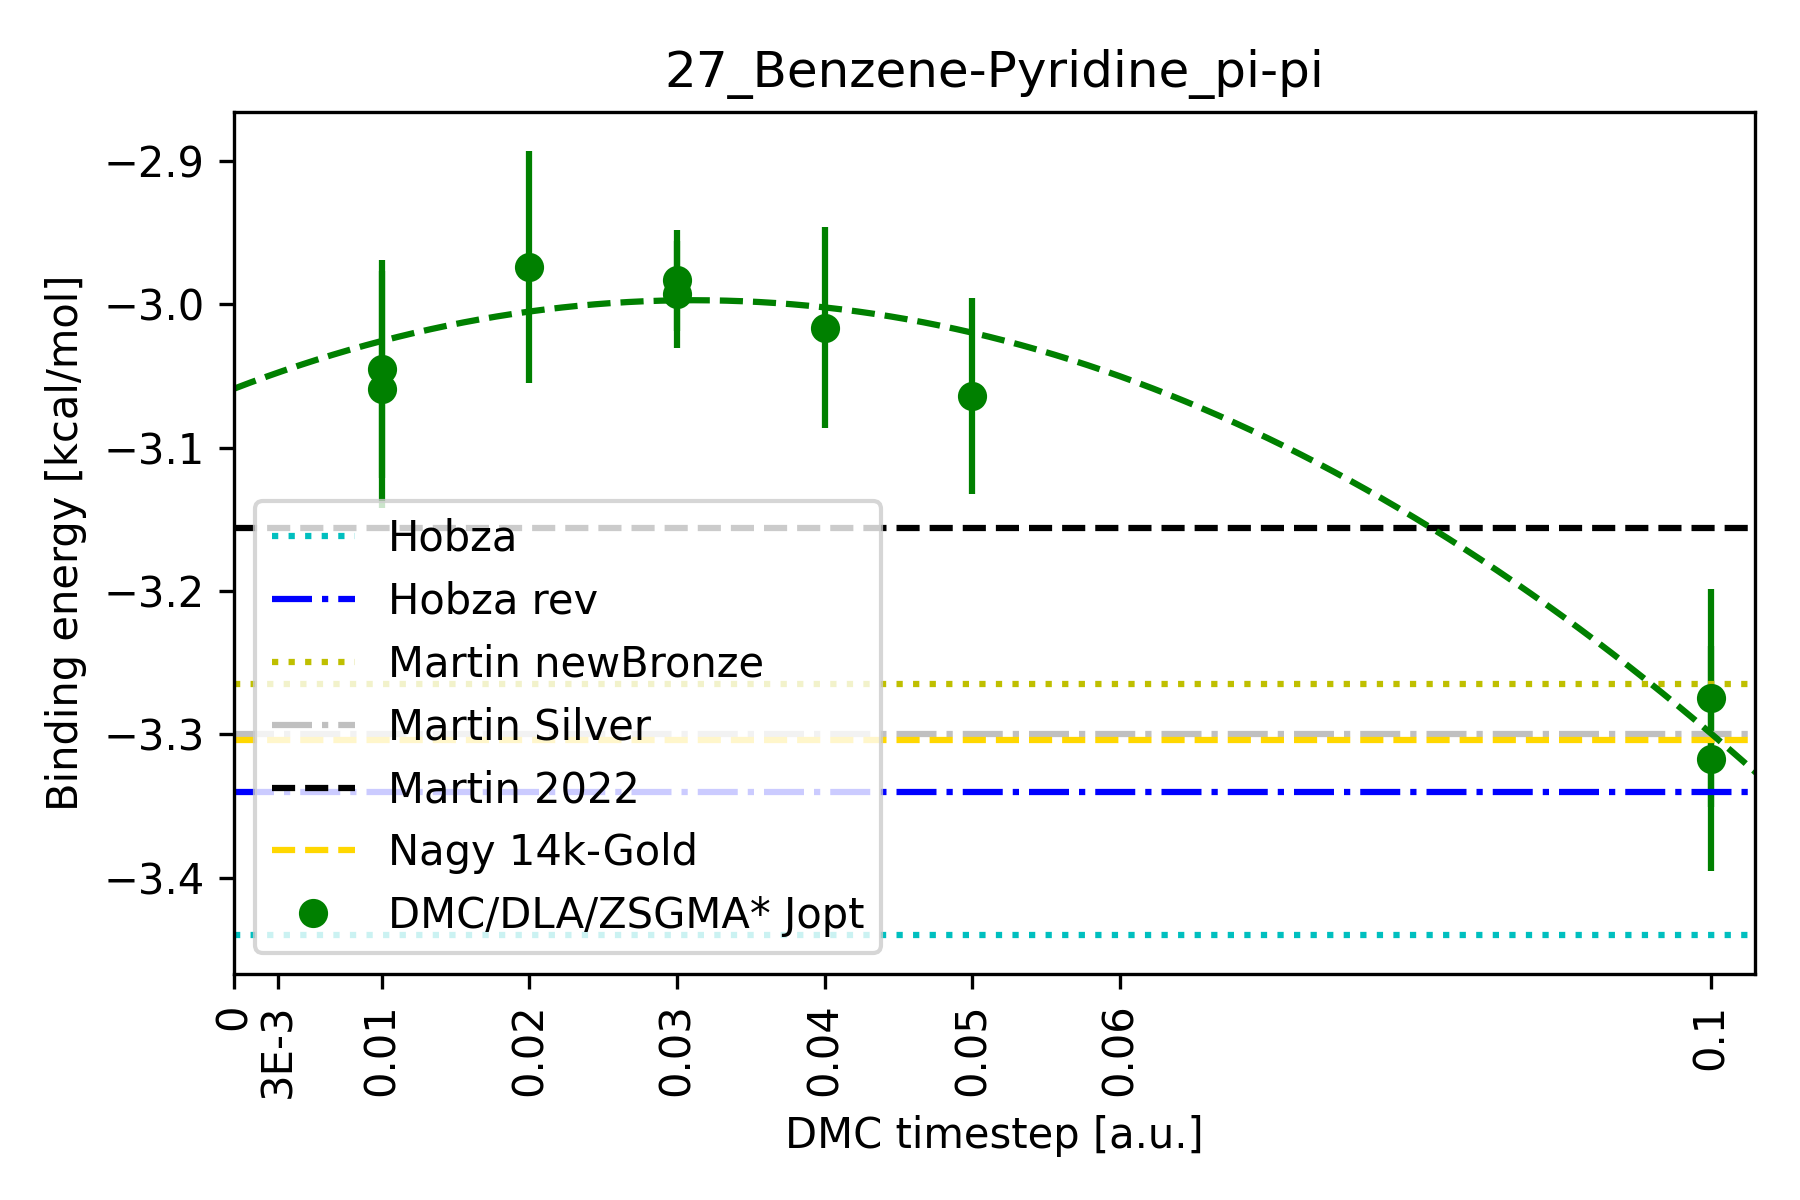 27_Benzene-Pyridine_pi-pi
Binding energy [kcal/mol]
−2.9
−3.0
−3.1
−3.2
−3.3
−3.4
Hobza
Hobza rev
Martin newBronze
Martin Silver
Martin 2022
Nagy 14k-Gold
DMC/DLA/ZSGMA* Jopt
0
3E-3
0.01
0.02
0.03
0.04
0.05
0.06
0.1
DMC timestep [a.u.]